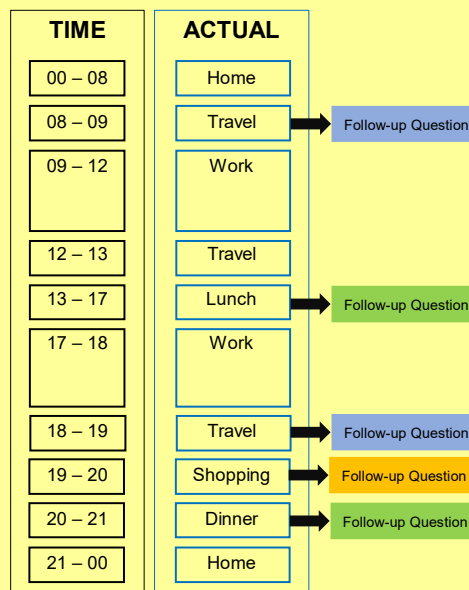 TIME ACTUAL
00 – 08 Home
08 – 09 Travel Follow-up Question
09 – 12 Work
12 – 13 Travel
13 – 17 Lunch Follow-up Question
17 – 18 Work
18 – 19 Travel Follow-up Question
19 – 20 Shopping Follow-up Question
20 – 21 Dinner Follow-up Question
21 – 00 Home